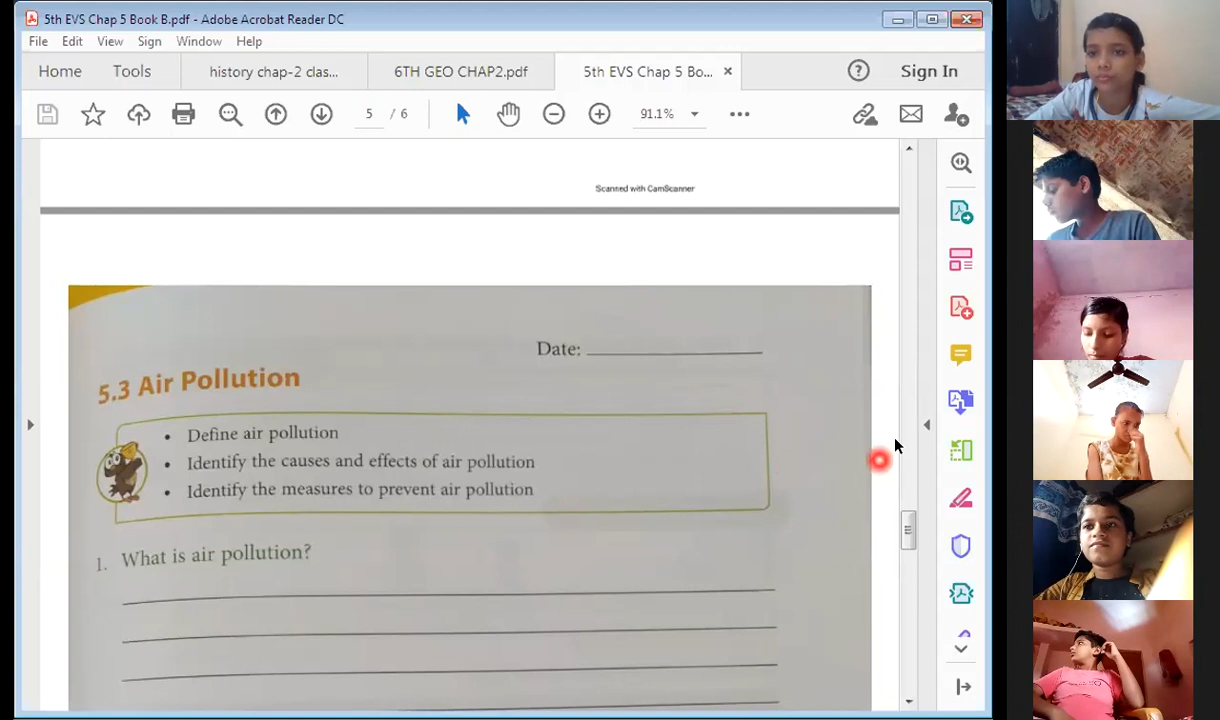 5th EVS Chap 5 Book B.pdf - Adobe Acrobat Reader DC
File Edit View Sign Window Help
Home Tools history chap-2 clas... 6TH GEO CHAP2.pdf 5th EVS Chap 5 Bo... × Sign In
5 / 6 91.1%
Scanned with CamScanner
Date:
5.3 Air Pollution
• Define air pollution
• Identify the causes and effects of air pollution
• Identify the measures to prevent air pollution
1. What is air pollution?